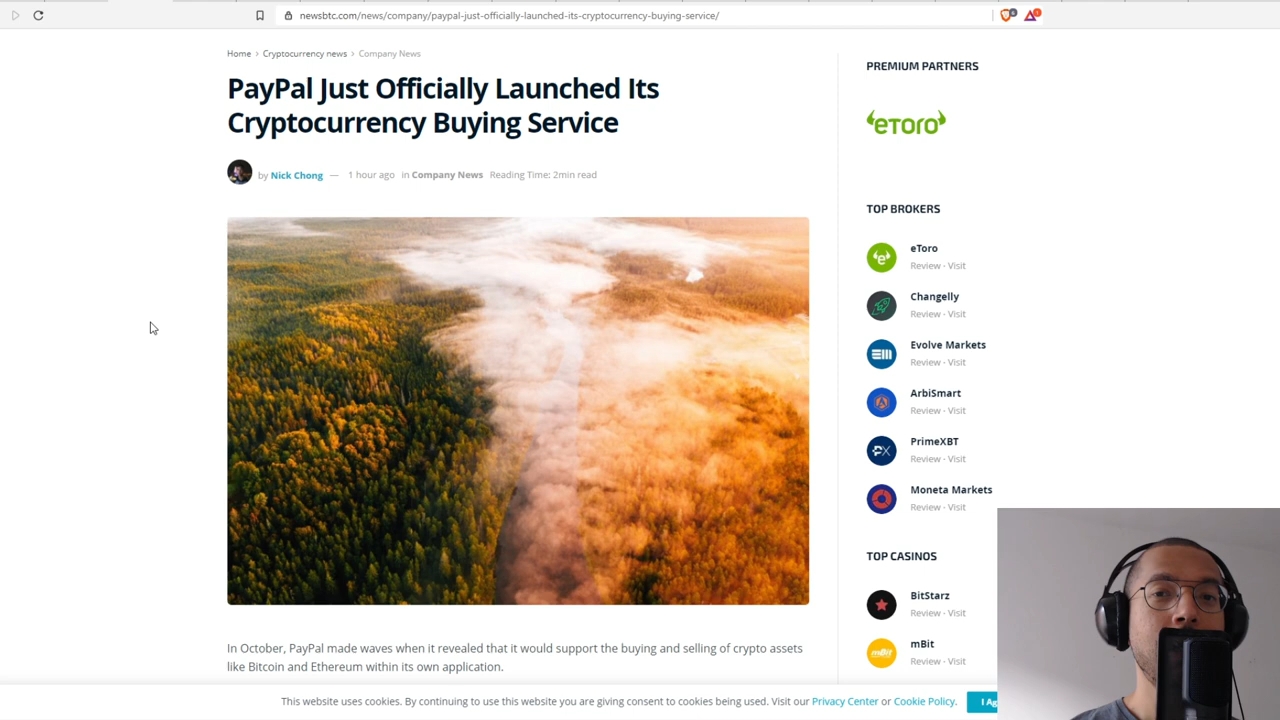 newsbtc.com/news/company/paypal-just-officially-launched-its-cryptocurrency-buying-service/
Home > Cryptocurrency news > Company News
PayPal Just Officially Launched Its
Cryptocurrency Buying Service
by Nick Chong — 1 hour ago in Company News Reading Time: 2min read
In October, PayPal made waves when it revealed that it would support the buying and selling of crypto assets
like Bitcoin and Ethereum within its own application.
PREMIUM PARTNERS
eToro
TOP BROKERS
eToro
Review - Visit
Changelly
Review - Visit
Evolve Markets
Review - Visit
ArbiSmart
Review - Visit
PrimeXBT
Review - Visit
Moneta Markets
Review - Visit
TOP CASINOS
BitStarz
Review - Visit
mBit
Review - Visit
This website uses cookies. By continuing to use this website you are giving consent to cookies being used. Visit our Privacy Center or Cookie Policy.
I Ag